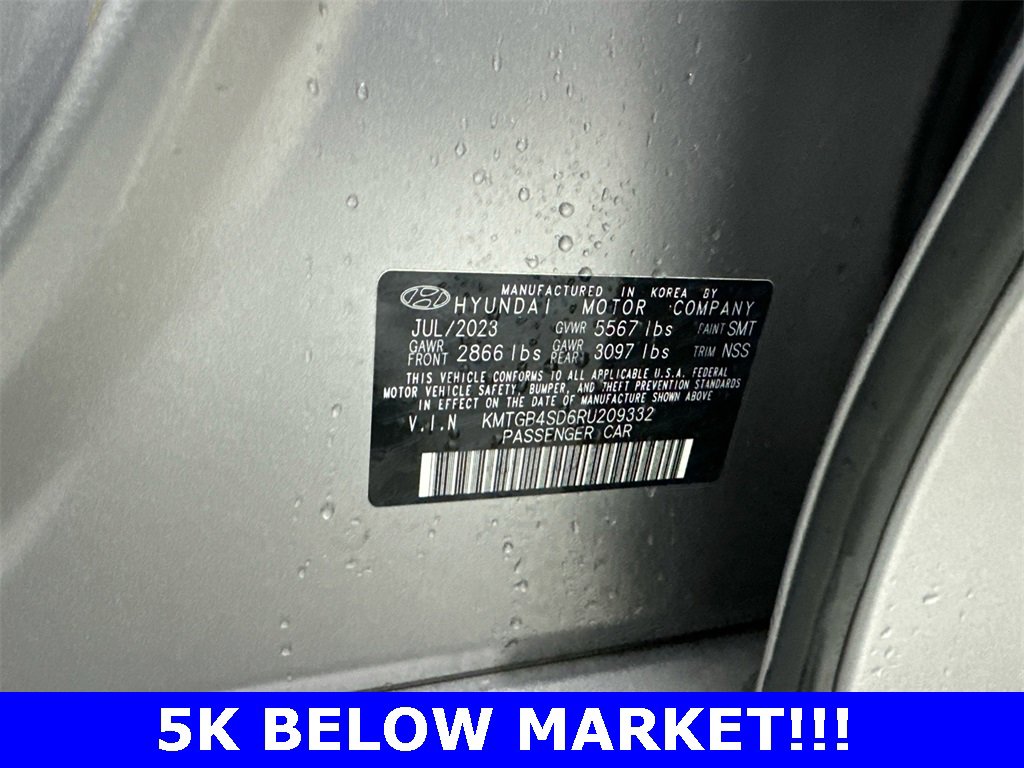 MANUFACTURED IN KOREA BY
HYUNDAI MOTOR COMPANY
JUL/2023 GVWR 5567 lbs PAINT SMT
GAWR FRONT 2866 lbs GAWR REAR 3097 lbs TRIM NSS
THIS VEHICLE CONFORMS TO ALL APPLICABLE U.S.A. FEDERAL
MOTOR VEHICLE SAFETY, BUMPER, AND THEFT PREVENTION STANDARDS
IN EFFECT ON THE DATE OF MANUFACTURE SHOWN ABOVE
V.I.N KMTGB4SD6RU209332
PASSENGER CAR
5K BELOW MARKET!!!